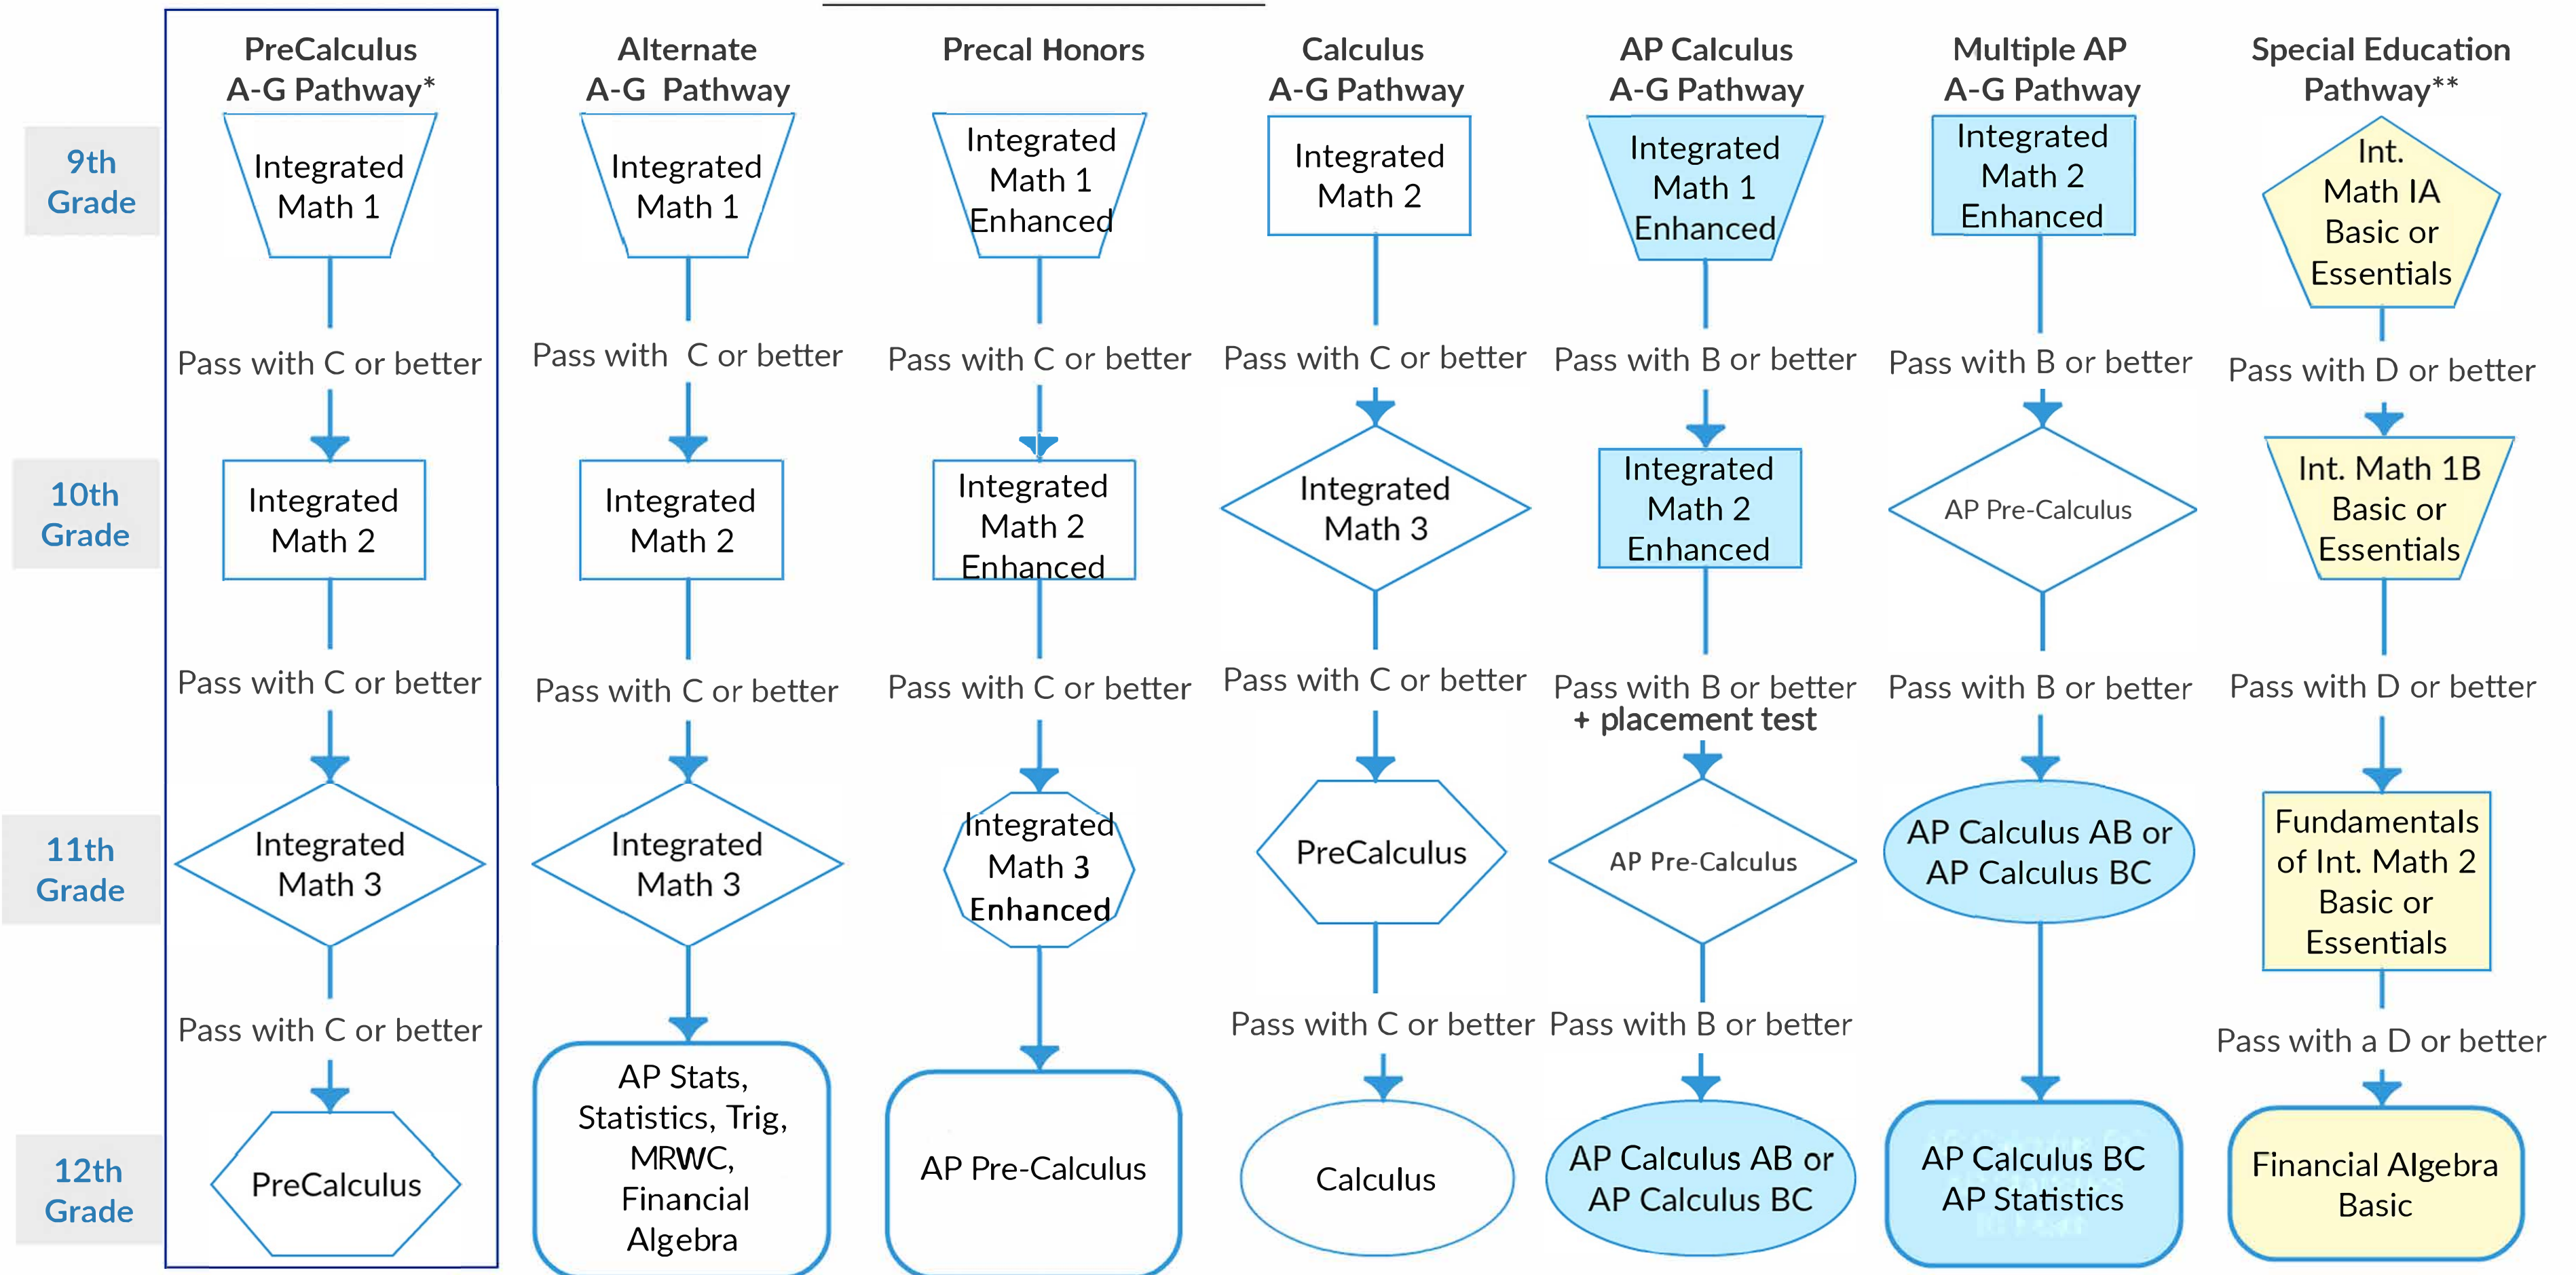 PreCalculus
A-G Pathway*
Alternate
A-G Pathway
Precal Honors
Calculus
A-G Pathway
AP Calculus
A-G Pathway
Multiple AP
A-G Pathway
Special Education
Pathway**
9th
Grade
Integrated
Math 1
Integrated
Math 1
Integrated
Math 1
Enhanced
Integrated
Math 2
Integrated
Math 1
Enhanced
Integrated
Math 2
Enhanced
Int.
Math IA
Basic or
Essentials
Pass with C or better
Pass with C or better
Pass with C or better
Pass with C or better
Pass with B or better
Pass with B or better
Pass with D or better
10th
Grade
Integrated
Math 2
Integrated
Math 2
Integrated
Math 2
Enhanced
Integrated
Math 3
Integrated
Math 2
Enhanced
AP Pre-Calculus
Int. Math 1B
Basic or
Essentials
Pass with C or better
Pass with C or better
Pass with C or better
Pass with C or better
Pass with B or better
+ placement test
Pass with B or better
Pass with D or better
11th
Grade
Integrated
Math 3
Integrated
Math 3
Integrated
Math 3
Enhanced
PreCalculus
AP Pre-Calculus
AP Calculus AB or
AP Calculus BC
Fundamentals
of Int. Math 2
Basic or
Essentials
Pass with C or better
Pass with C or better
Pass with B or better
Pass with a D or better
12th
Grade
PreCalculus
AP Stats,
Statistics, Trig,
MRWC,
Financial
Algebra
AP Pre-Calculus
Calculus
AP Calculus AB or
AP Calculus BC
AP Calculus BC
AP Statistics
Financial Algebra
Basic